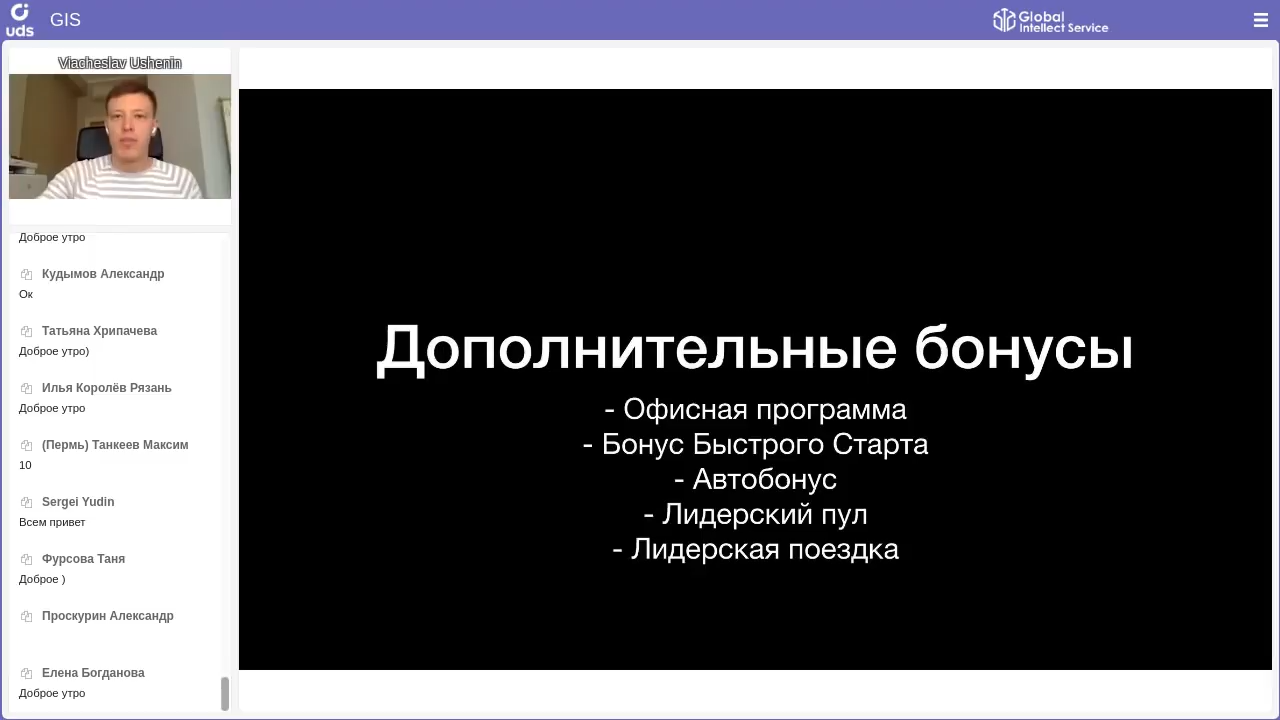 uds
GIS
Global
Intellect Service
Viacheslav Ushenin
Доброе утро
Кудымов Александр
Ок
Татьяна Хрипачева
Доброе утро)
Илья Королёв Рязань
Доброе утро
(Пермь) Танкеев Максим
10
Sergei Yudin
Всем привет
Фурсова Таня
Доброе )
Проскурин Александр
Елена Богданова
Доброе утро
Дополнительные бонусы
- Офисная программа
- Бонус Быстрого Старта
- Автобонус
- Лидерский пул
- Лидерская поездка